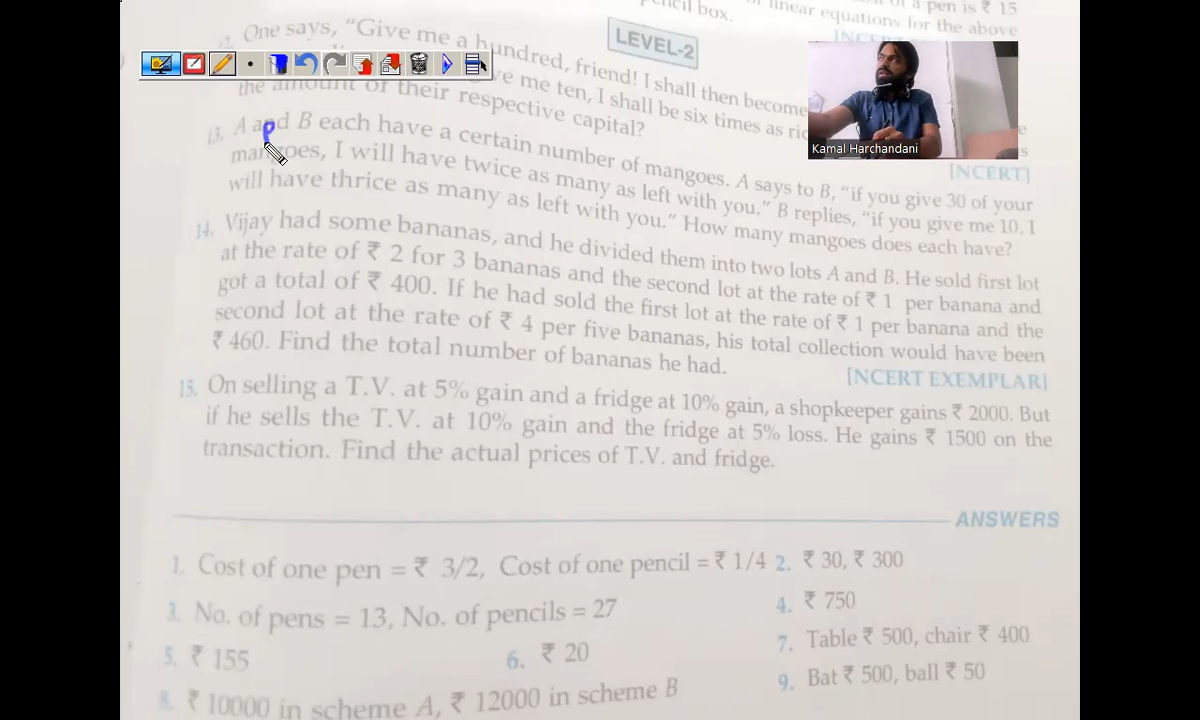 of a pen is ₹ 15
pencil box.
linear equations for the above
LEVEL-2
One says, "Give me a hundred, friend! I shall then become
ve me ten, I shall be six times as ric
the amount of their respective capital?
[NCERT]
13. A and B each have a certain number of mangoes. A says to B, "if you give 30 of your
mangoes, I will have twice as many as left with you." B replies, "if you give me 10, I
will have thrice as many as left with you." How many mangoes does each have?
14. Vijay had some bananas, and he divided them into two lots A and B. He sold first lot
at the rate of ₹ 2 for 3 bananas and the second lot at the rate of ₹ 1 per banana and
got a total of ₹ 400. If he had sold the first lot at the rate of ₹ 1 per banana and the
second lot at the rate of ₹ 4 per five bananas, his total collection would have been
₹ 460. Find the total number of bananas he had.
[NCERT EXEMPLAR]
15. On selling a T.V. at 5% gain and a fridge at 10% gain, a shopkeeper gains ₹ 2000. But
if he sells the T.V. at 10% gain and the fridge at 5% loss. He gains ₹ 1500 on the
transaction. Find the actual prices of T.V. and fridge.
ANSWERS
1. Cost of one pen = ₹ 3/2, Cost of one pencil = ₹ 1/4 2. ₹ 30, ₹ 300
3. No. of pens = 13, No. of pencils = 27
4. ₹ 750
5. ₹ 155
6. ₹ 20
7. Table ₹ 500, chair ₹ 400
8. ₹ 10000 in scheme A, ₹ 12000 in scheme B
9. Bat ₹ 500, ball ₹ 50
Kamal Harchandani